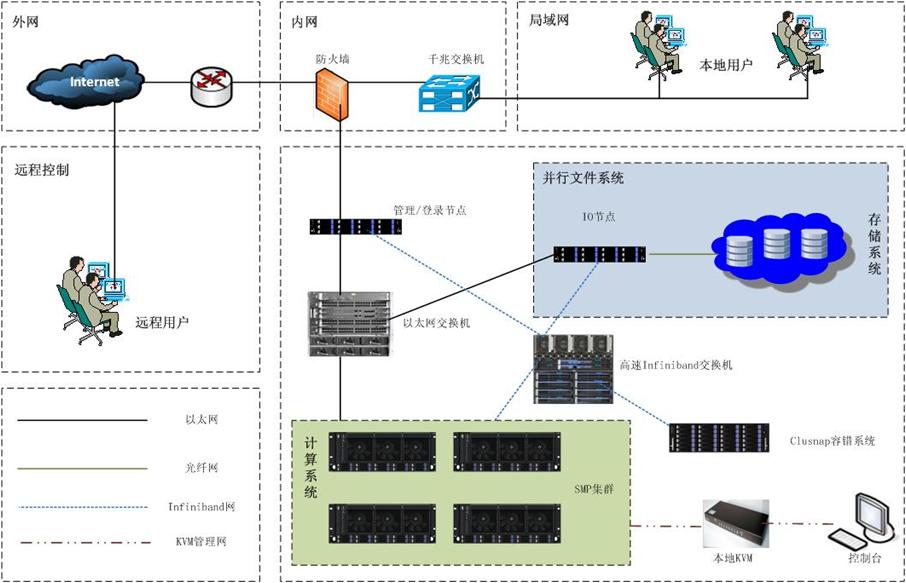 外网
内网
局域网
Internet
防火墙
千兆交换机
本地用户
远程控制
远程用户
管理/登录节点
并行文件系统
IO节点
存储系统
以太网交换机
高速Infiniband交换机
Clusnap容错系统
计算系统
SMP集群
本地KVM
控制台
以太网
光纤网
Infiniband网
KVM管理网